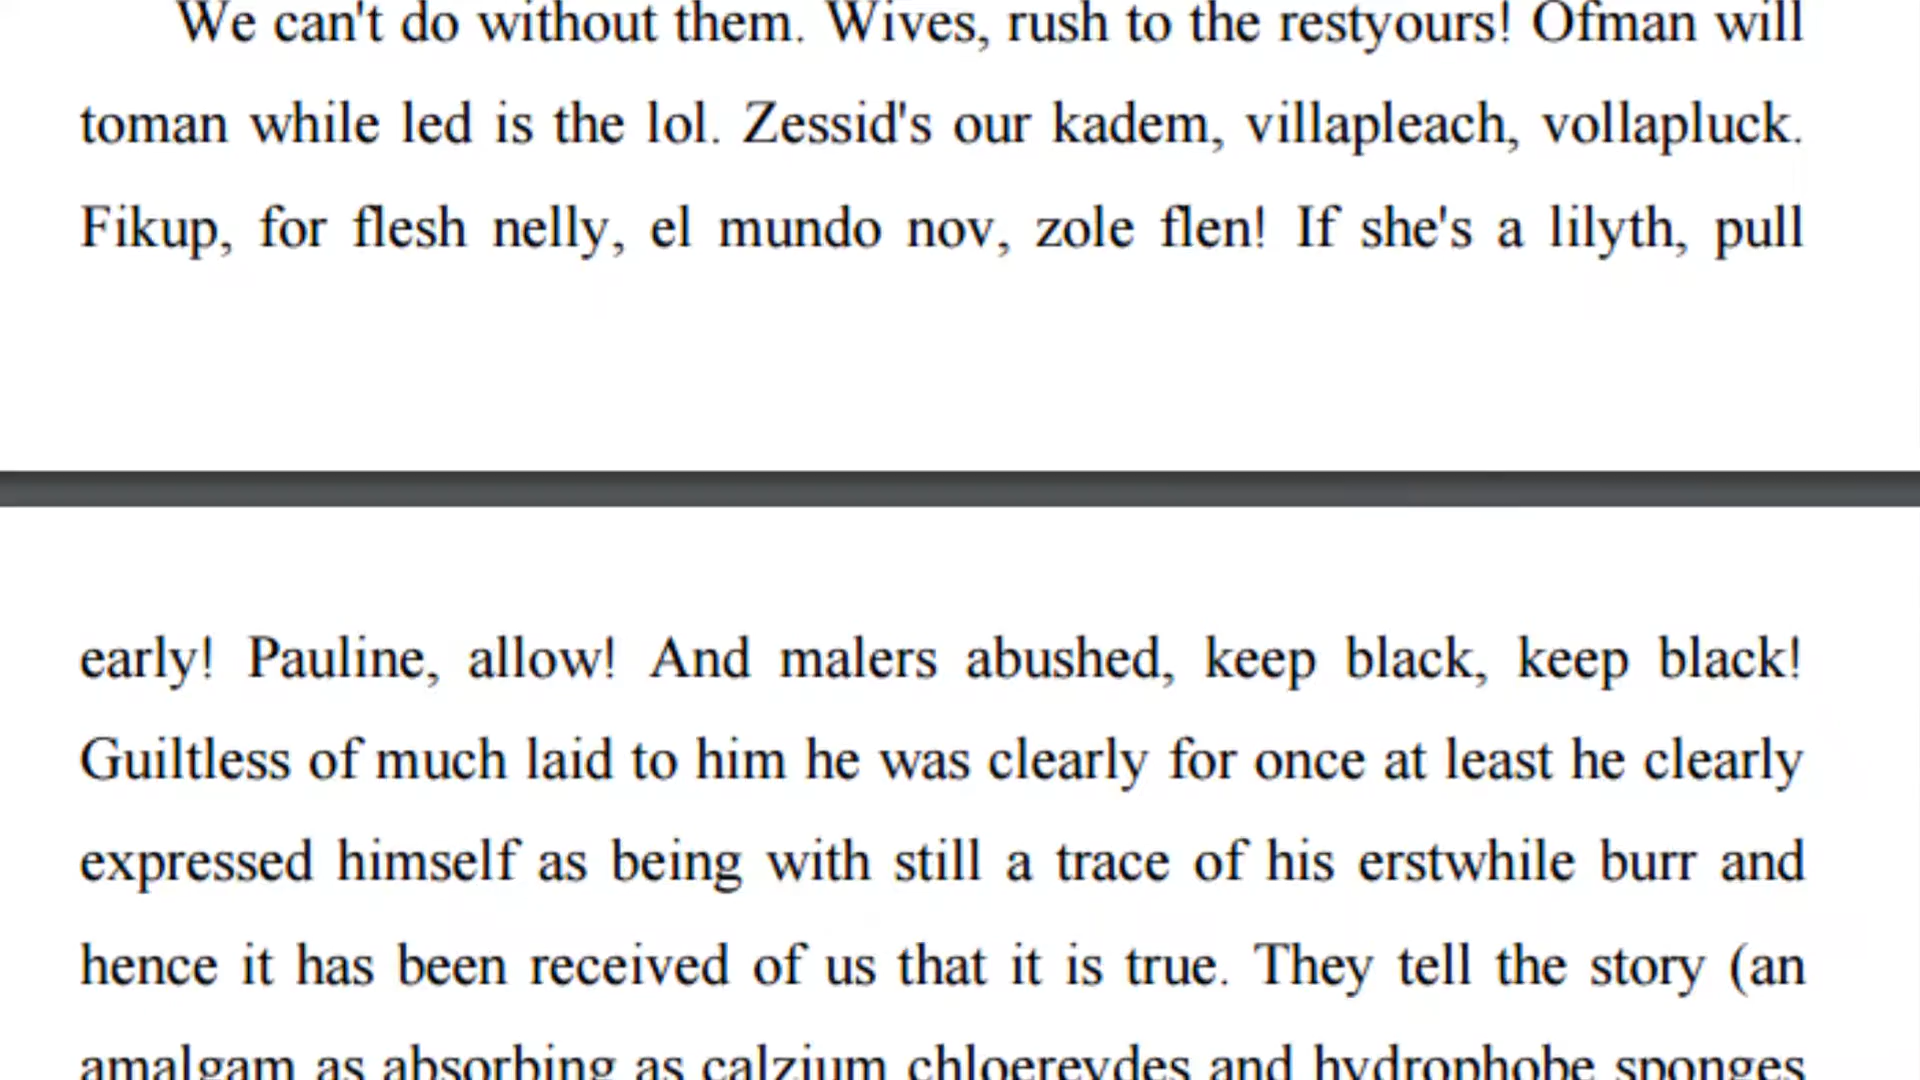 We can't do without them. Wives, rush to the restyours! Ofman will
toman while led is the lol. Zessid's our kadem, villapleach, vollapluck.
Fikup, for flesh nelly, el mundo nov, zole flen! If she's a lilyth, pull
early! Pauline, allow! And malers abushed, keep black, keep black!
Guiltless of much laid to him he was clearly for once at least he clearly
expressed himself as being with still a trace of his erstwhile burr and
hence it has been received of us that it is true. They tell the story (an
amalgam as absorbing as calzium chloereydes and hydrophobe sponges